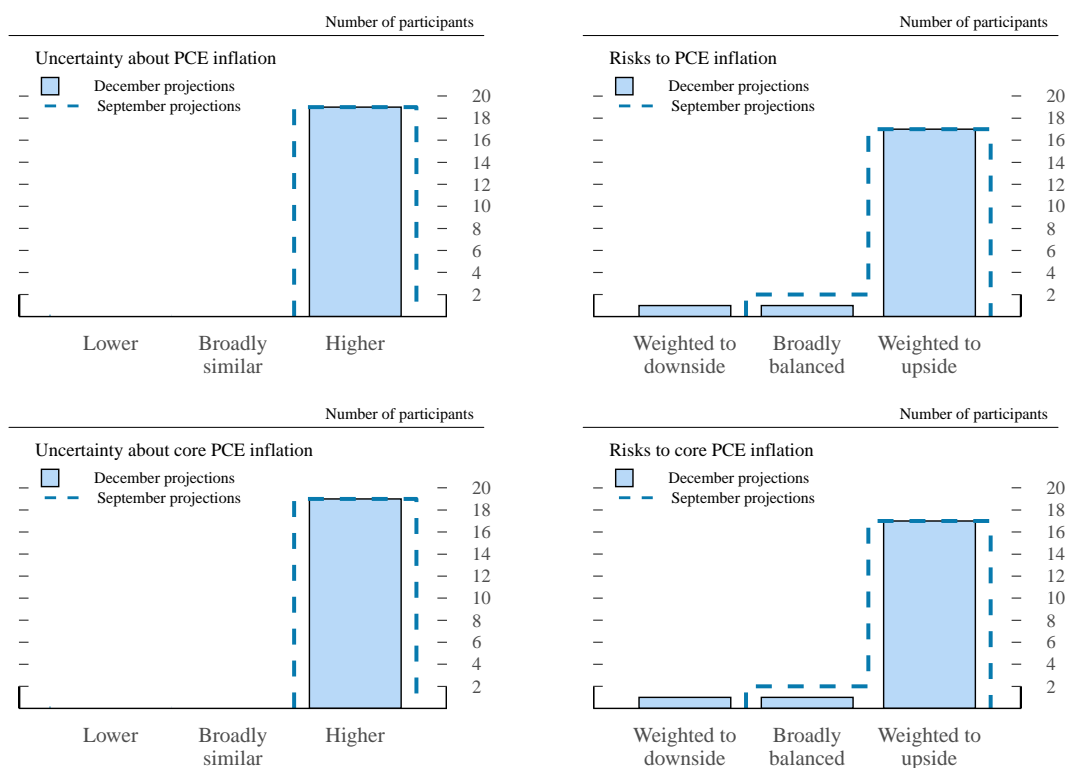 Number of participants
Uncertainty about PCE inflation
December projections
September projections
20
18
16
14
12
10
8
6
4
2
Lower
Broadly similar
Higher
Number of participants
Risks to PCE inflation
December projections
September projections
20
18
16
14
12
10
8
6
4
2
Weighted to downside
Broadly balanced
Weighted to upside
Number of participants
Uncertainty about core PCE inflation
December projections
September projections
20
18
16
14
12
10
8
6
4
2
Lower
Broadly similar
Higher
Number of participants
Risks to core PCE inflation
December projections
September projections
20
18
16
14
12
10
8
6
4
2
Weighted to downside
Broadly balanced
Weighted to upside